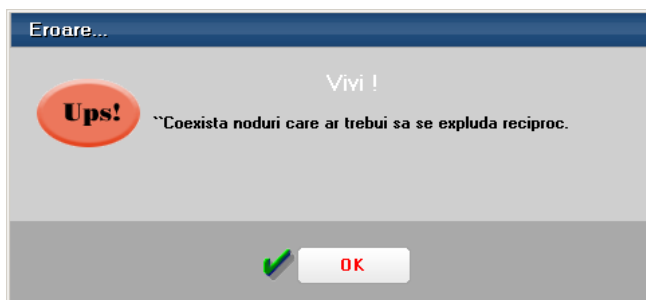 Eroare...
Vivi !
Ups!
``Coexista noduri care ar trebui sa se expluda reciproc.
OK